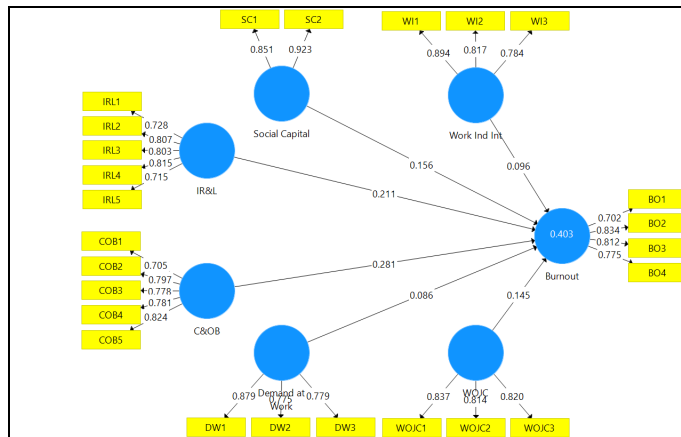 SC1 SC2 WI1 WI2 WI3
0.851 0.923 0.894 0.817 0.784
Social Capital Work Ind Int
IRL1
IRL2
IRL3
IRL4
IRL5
0.728
0.807
0.803
0.815
0.715
IR&L
0.156
0.096
0.211
COB1
COB2
COB3
COB4
COB5
0.705
0.797
0.778
0.781
0.824
C&OB
0.281
0.086
0.145
0.403
Burnout
0.702
0.834
0.812
0.775
BO1
BO2
BO3
BO4
Demand at
Work
WOJC
0.879 0.775 0.779 0.837 0.814 0.820
DW1 DW2 DW3 WOJC1 WOJC2 WOJC3